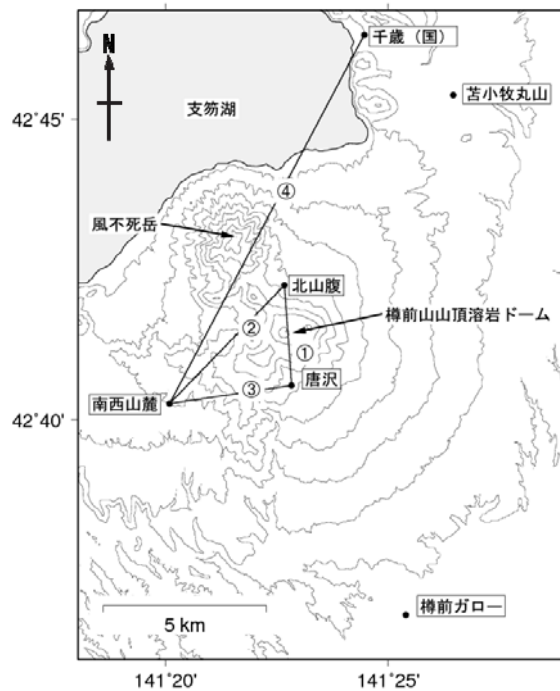 N
千歳（国）
苫小牧丸山
42°45'
支笏湖
④
風不死岳
北山腹
樽前山山頂溶岩ドーム
②
①
唐沢
③
南西山麓
42°40'
樽前ガロー
5 km
141°20'
141°25'